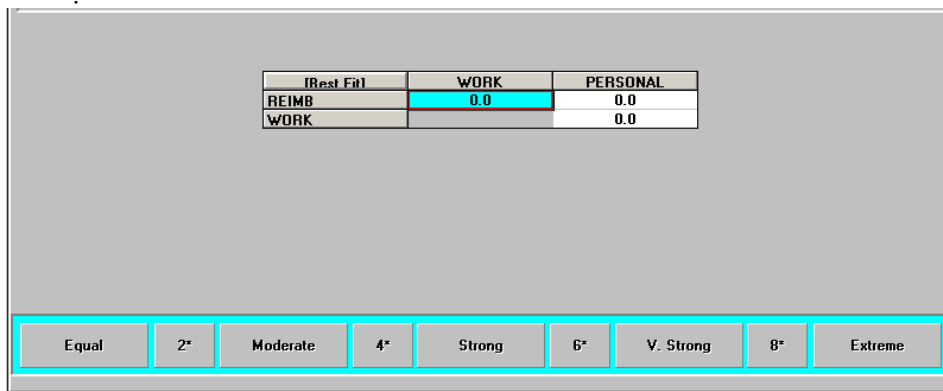 [Best Fit] WORK PERSONAL
REIMB 0.0 0.0
WORK 0.0
Equal 2* Moderate 4* Strong 6* V. Strong 8* Extreme